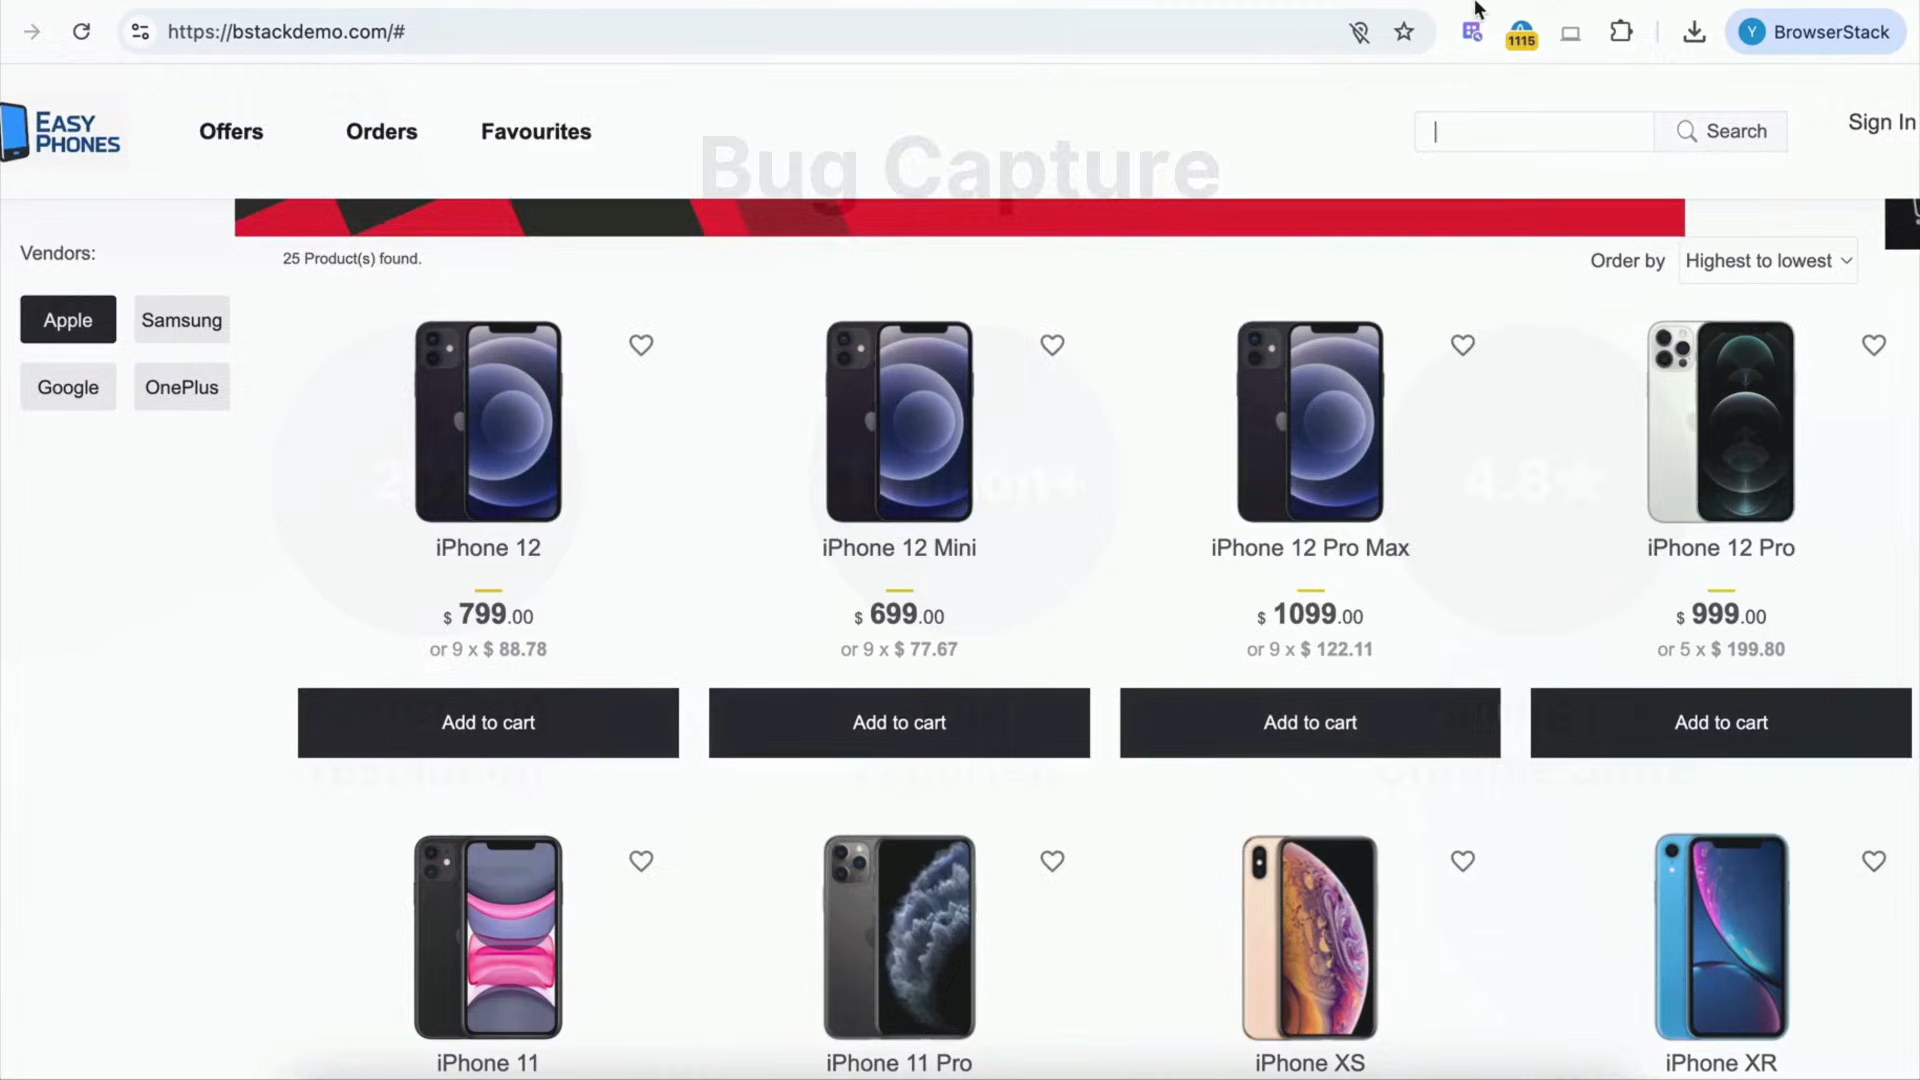 https://bstackdemo.com/#
1115
Y
BrowserStack
EASY
PHONES
Offers
Orders
Favourites
Search
Sign In
Bug Capture
Vendors:
25 Product(s) found.
Order by
Highest to lowest
Apple
Samsung
Google
OnePlus
4.8★
iPhone 12
iPhone 12 Mini
iPhone 12 Pro Max
iPhone 12 Pro
$ 799.00
$ 699.00
$ 1099.00
$ 999.00
or 9 x $ 88.78
or 9 x $ 77.67
or 9 x $ 122.11
or 5 x $ 199.80
Add to cart
Add to cart
Add to cart
Add to cart
iPhone 11
iPhone 11 Pro
iPhone XS
iPhone XR